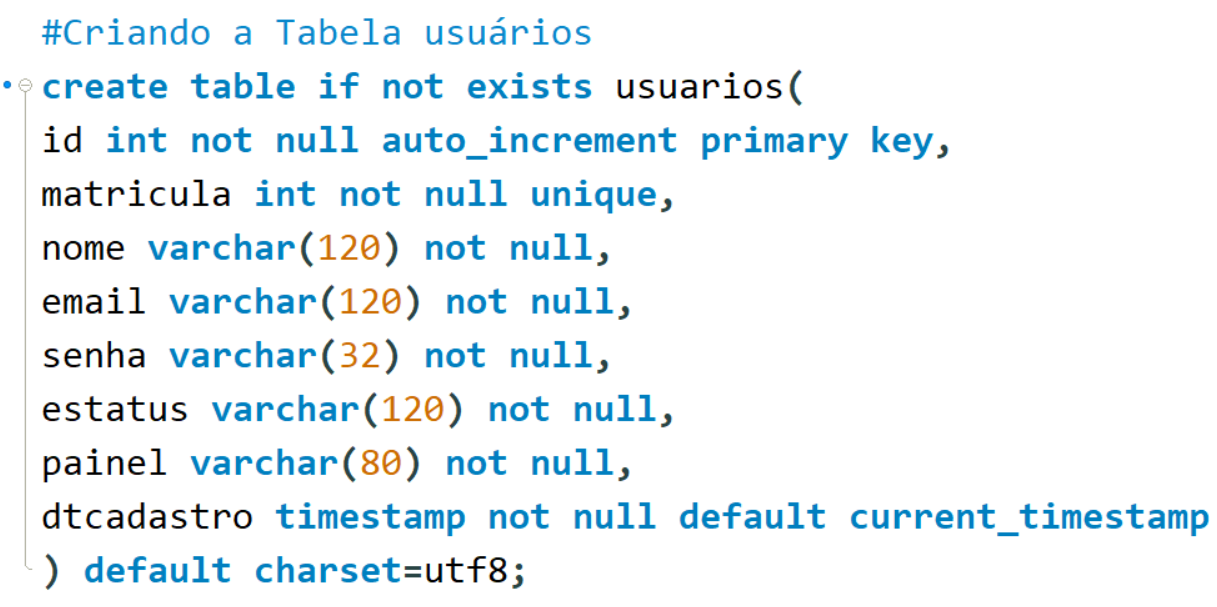 #Criando a Tabela usuários
create table if not exists usuarios(
id int not null auto_increment primary key,
matricula int not null unique,
nome varchar(120) not null,
email varchar(120) not null,
senha varchar(32) not null,
estatus varchar(120) not null,
painel varchar(80) not null,
dtcadastro timestamp not null default current_timestamp
) default charset=utf8;